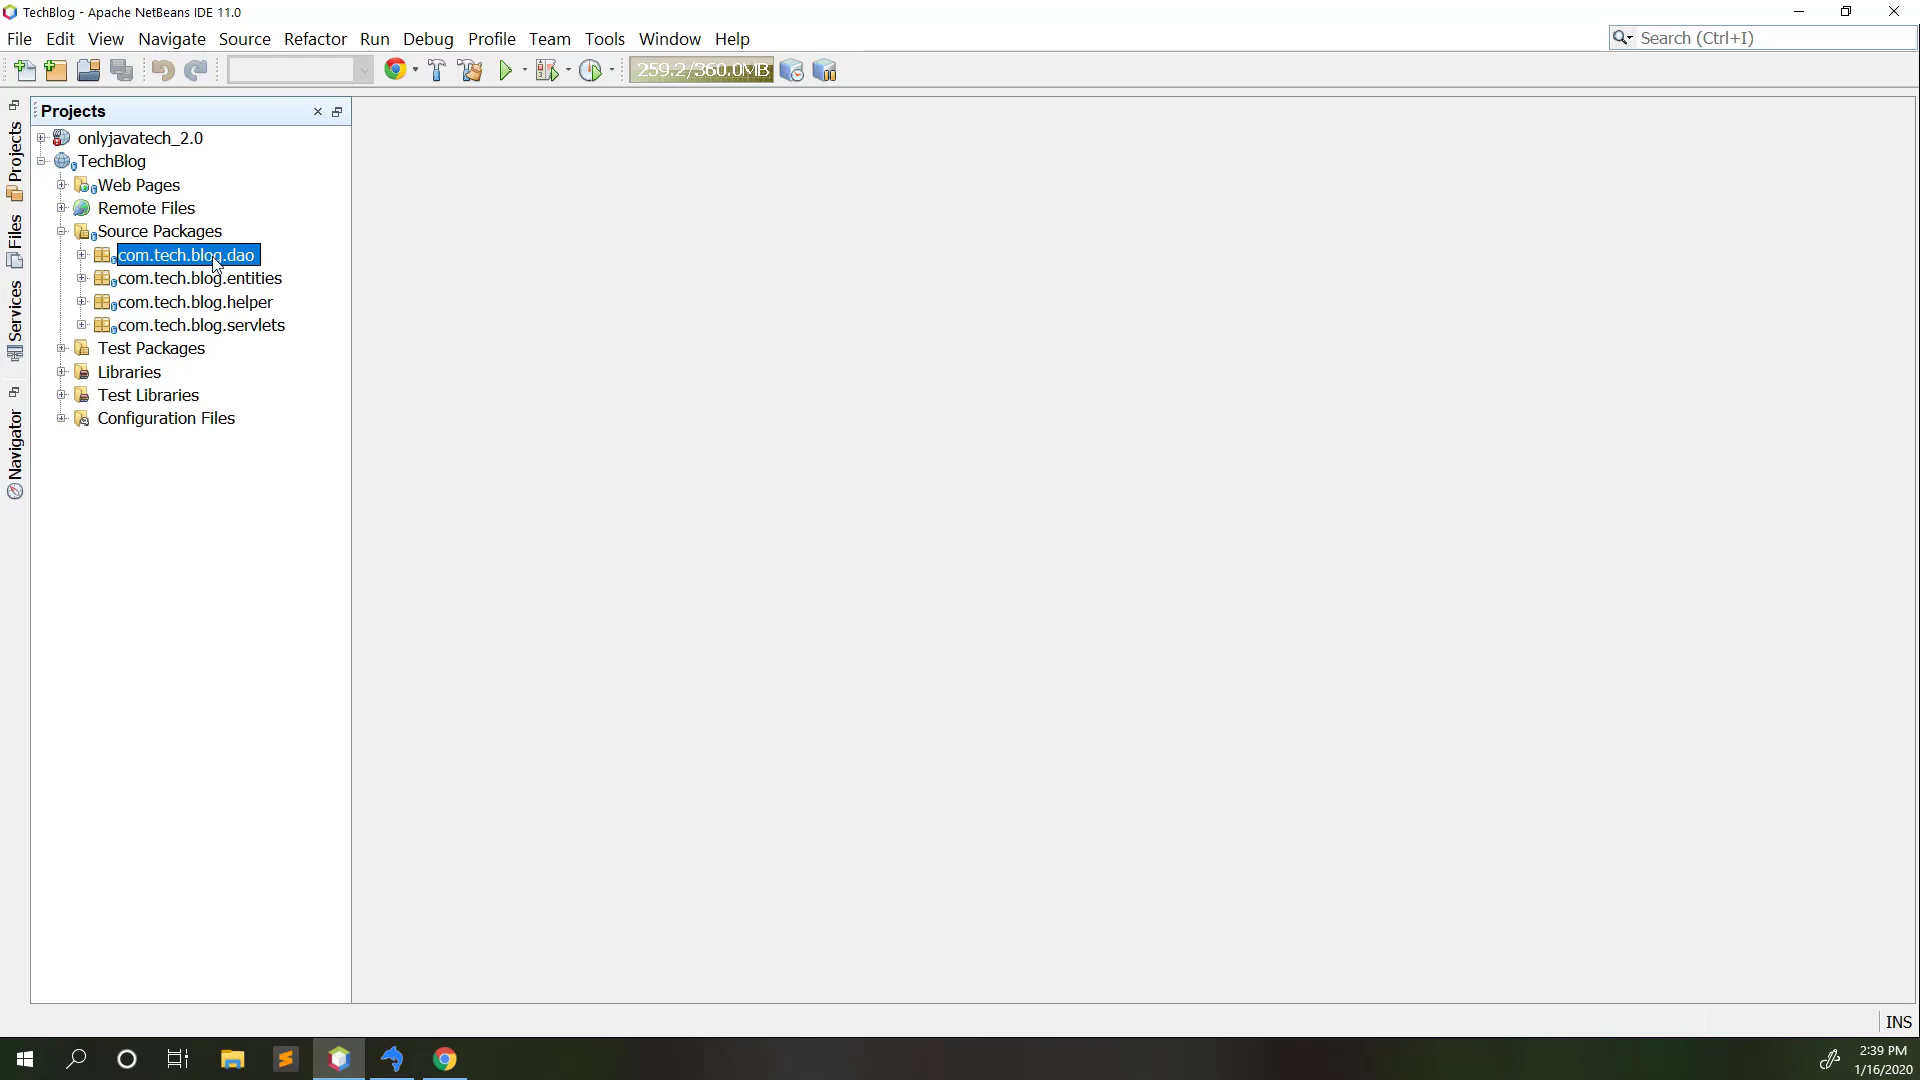 TechBlog - Apache NetBeans IDE 11.0
File Edit View Navigate Source Refactor Run Debug Profile Team Tools Window Help
Search (Ctrl+I)
259.2/360.0MB
Projects
Files
Services
Navigator
Projects
onlyjavatech_2.0
TechBlog
Web Pages
Remote Files
Source Packages
com.tech.blog.dao
com.tech.blog.entities
com.tech.blog.helper
com.tech.blog.servlets
Test Packages
Libraries
Test Libraries
Configuration Files
INS
2:39 PM
1/16/2020